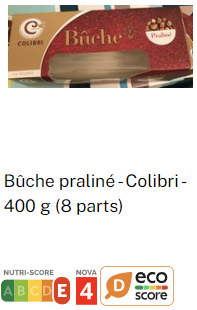 COLIBRI
Bûche
Praliné
Bûche praliné - Colibri -
400 g (8 parts)
NUTRI-SCORE
A B C D E
NOVA
4
D
eco
score